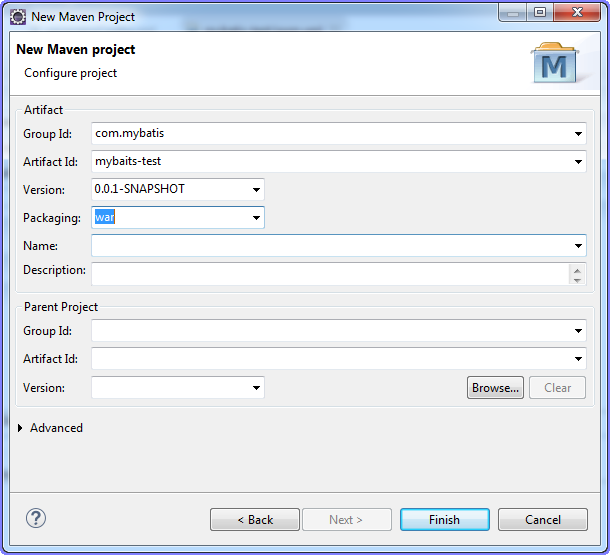 New Maven Project
New Maven project
Configure project
M
Artifact
Group Id: com.mybatis
Artifact Id: mybaits-test
Version: 0.0.1-SNAPSHOT
Packaging: war
Name:
Description:
Parent Project
Group Id:
Artifact Id:
Version:
Browse... Clear
Advanced
? < Back Next > Finish Cancel